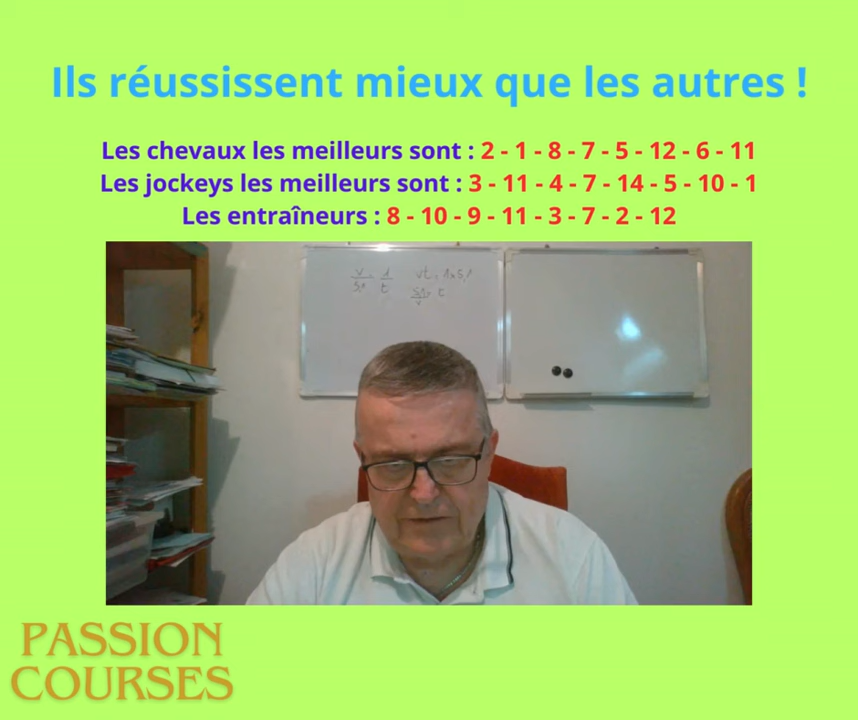 Ils réussissent mieux que les autres !
Les chevaux les meilleurs sont : 2 - 1 - 8 - 7 - 5 - 12 - 6 - 11
Les jockeys les meilleurs sont : 3 - 11 - 4 - 7 - 14 - 5 - 10 - 1
Les entraîneurs : 8 - 10 - 9 - 11 - 3 - 7 - 2 - 12
PASSION
COURSES